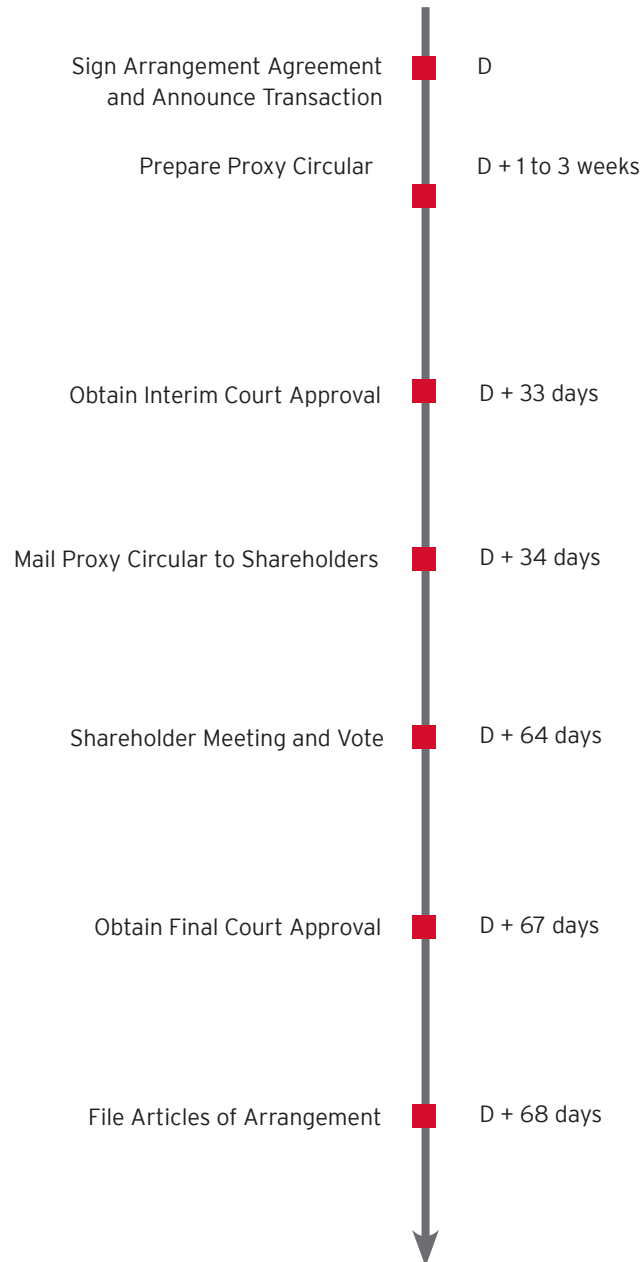 Sign Arrangement Agreement
and Announce Transaction
D
Prepare Proxy Circular
D + 1 to 3 weeks
Obtain Interim Court Approval
D + 33 days
Mail Proxy Circular to Shareholders
D + 34 days
Shareholder Meeting and Vote
D + 64 days
Obtain Final Court Approval
D + 67 days
File Articles of Arrangement
D + 68 days